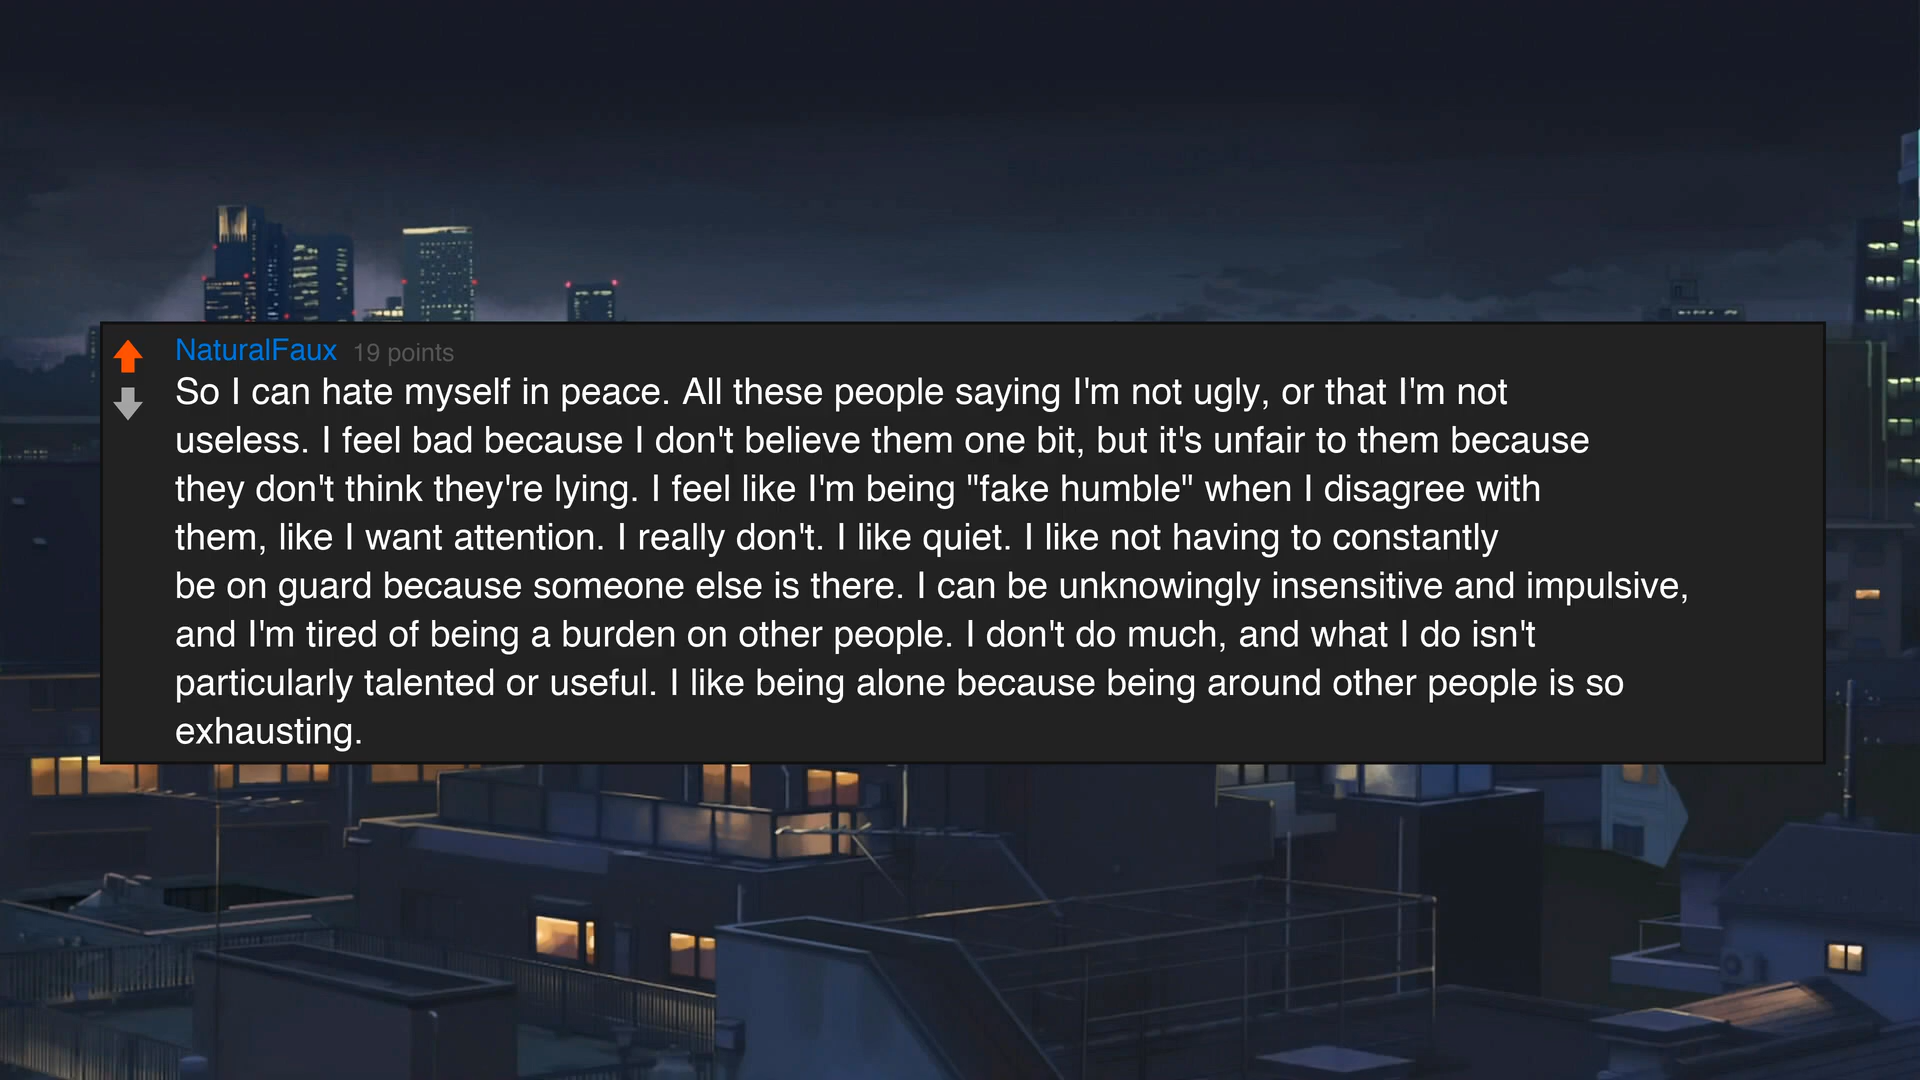 NaturalFaux 19 points
So I can hate myself in peace. All these people saying I'm not ugly, or that I'm not
useless. I feel bad because I don't believe them one bit, but it's unfair to them because
they don't think they're lying. I feel like I'm being "fake humble" when I disagree with
them, like I want attention. I really don't. I like quiet. I like not having to constantly
be on guard because someone else is there. I can be unknowingly insensitive and impulsive,
and I'm tired of being a burden on other people. I don't do much, and what I do isn't
particularly talented or useful. I like being alone because being around other people is so
exhausting.